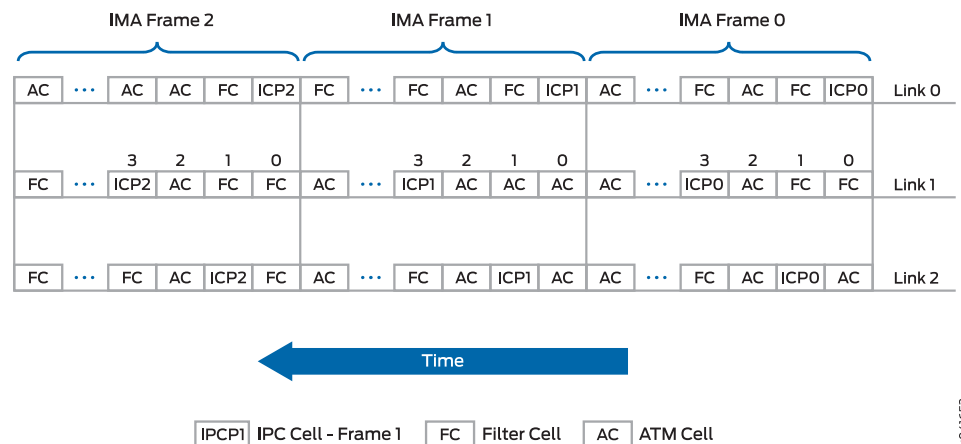 IMA Frame 2 IMA Frame 1 IMA Frame 0
AC ... AC AC FC ICP2 FC ... FC AC FC ICP1 AC ... FC AC FC ICP0 Link 0
3 2 1 0 3 2 1 0 3 2 1 0
FC ... ICP2 AC FC FC AC ... ICP1 AC AC AC AC ... ICP0 AC FC FC Link 1
FC ... FC AC ICP2 FC AC ... FC AC ICP1 AC AC ... FC AC ICP0 AC Link 2
Time
IPCP1 IPC Cell - Frame 1 FC Filter Cell AC ATM Cell